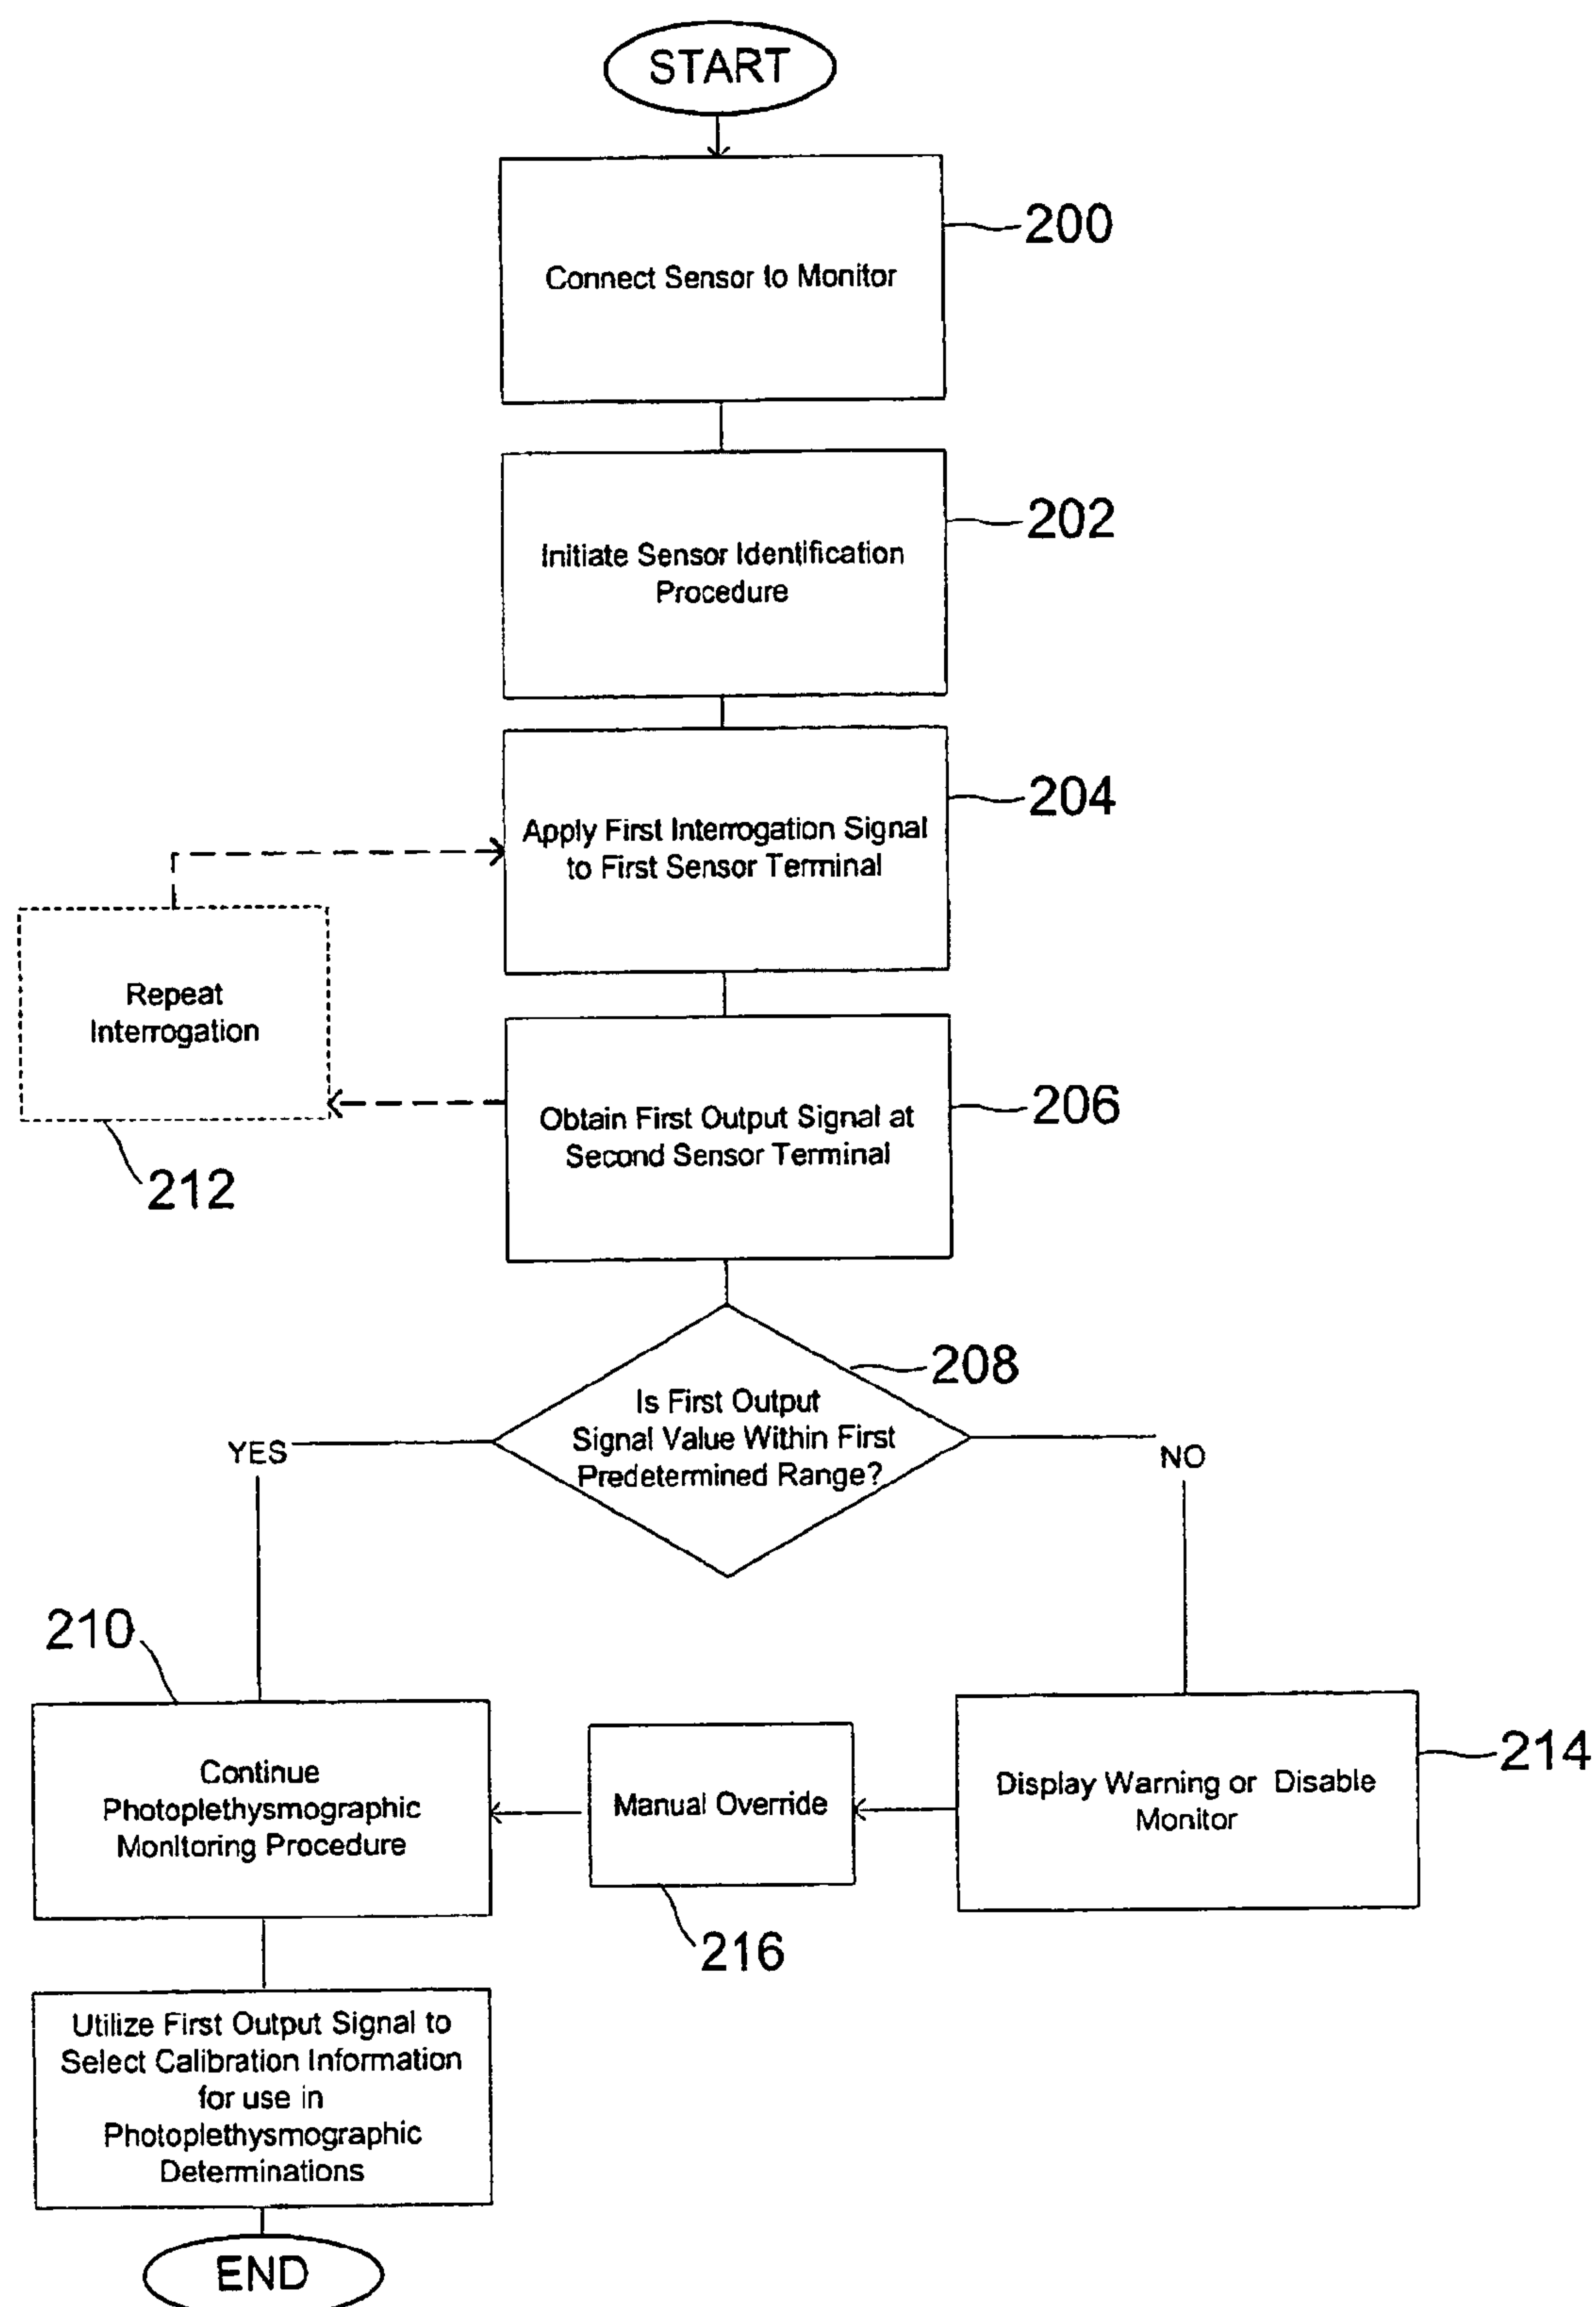 START
200
Connect Sensor to Monitor
202
Initiate Sensor Identification
Procedure
204
Apply First Interrogation Signal
to First Sensor Terminal
Repeat
Interrogation
212
206
Obtain First Output Signal at
Second Sensor Terminal
208
Is First Output
Signal Value Within First
Predetermined Range?
YES
NO
210
Continue
Photoplethysmographic
Monitoring Procedure
Manual Override
216
Display Warning or Disable
Monitor
214
Utilize First Output Signal to
Select Calibration Information
for use in
Photoplethysmographic
Determinations
END